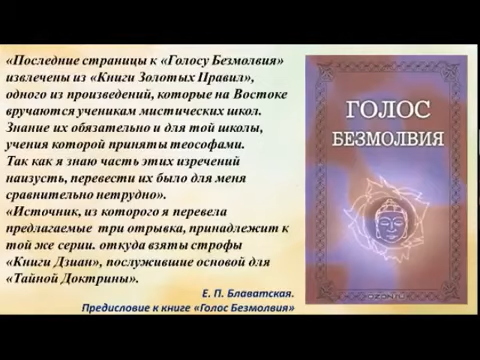 «Последние страницы к «Голосу Безмолвия»
извлечены из «Книги Золотых Правил»,
одного из произведений, которые на Востоке
вручаются ученикам мистических школ.
Знание их обязательно и для той школы,
учения которой приняты теософами.
Так как я знаю часть этих изречений
наизусть, перевести их было для меня
сравнительно нетрудно».
«Источник, из которого я перевела
предлагаемые три отрывка, принадлежит к
той же серии. откуда взяты строфы
«Книги Дзиан», послужившие основой для
«Тайной Доктрины».
Е. П. Блаватская.
Предисловие к книге «Голос Безмолвия»
ГОЛОС
БЕЗМОЛВИЯ
OZON.RU